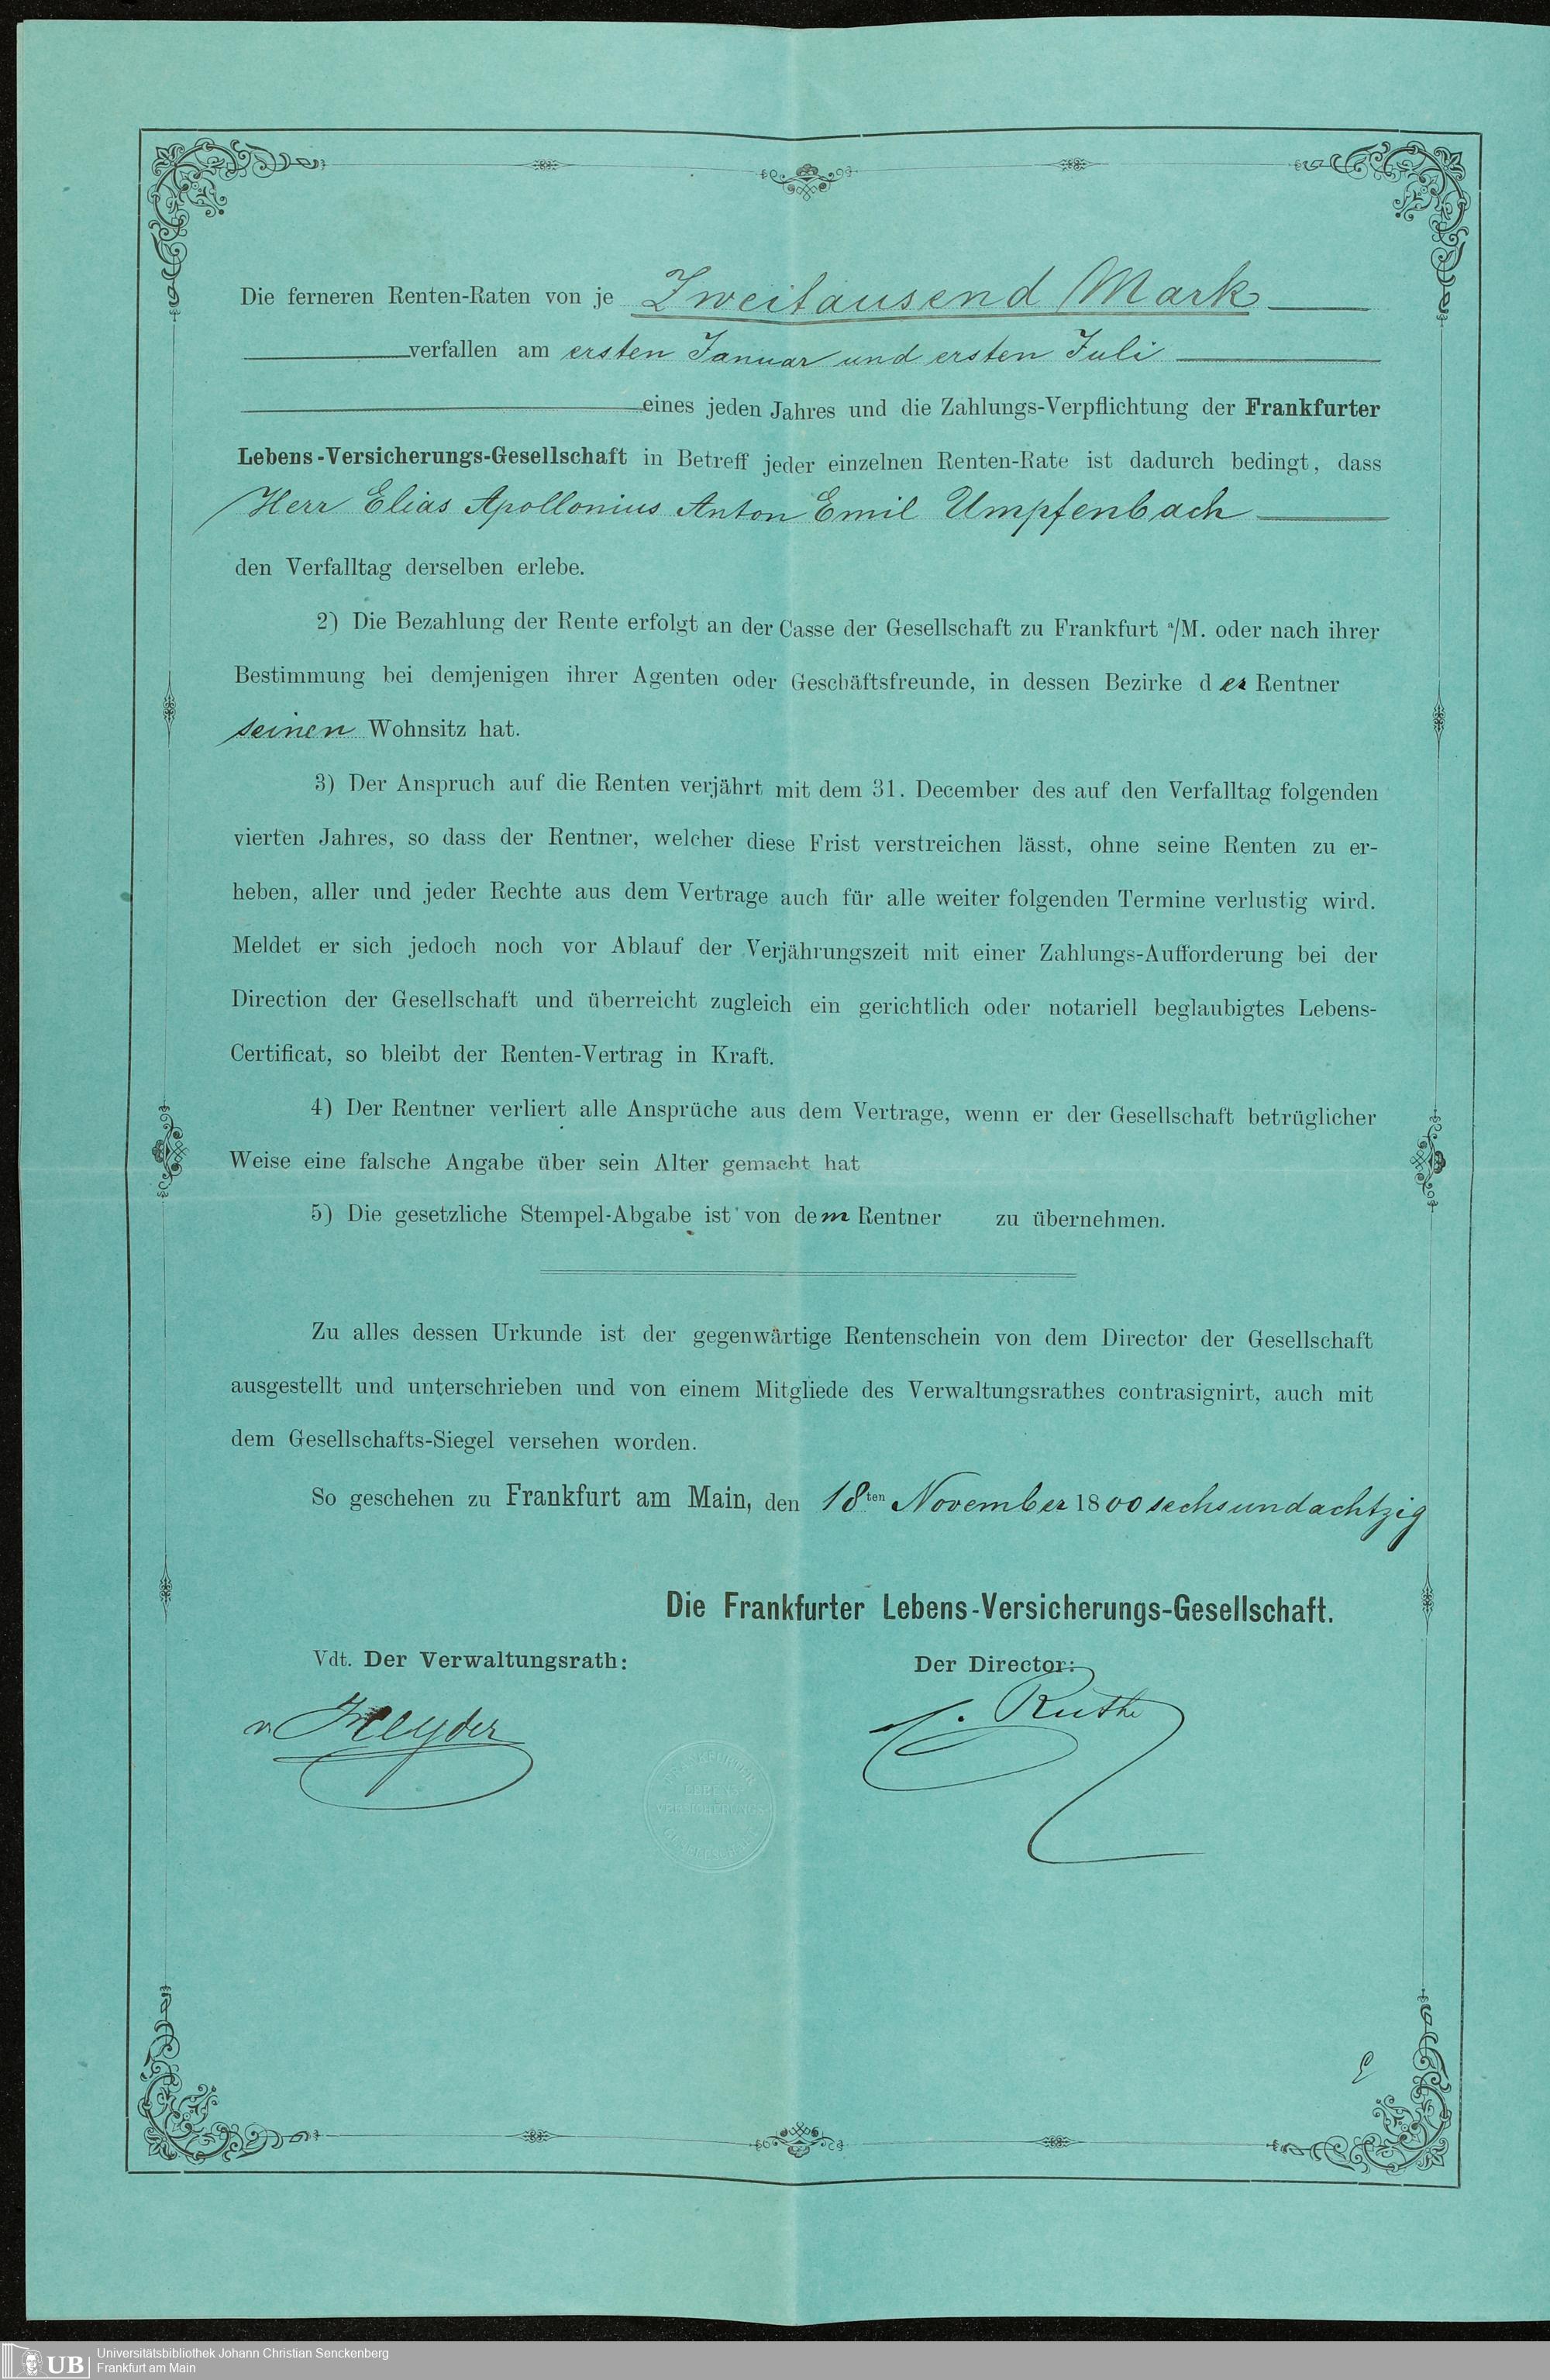 Die ferneren Renten-Raten von je Zweitausend Mark
verfallen am ersten Januar und ersten Juli
eines jeden Jahres und die Zahlungs-Verpflichtung der Frankfurter
Lebens-Versicherungs-Gesellschaft in Betreff jeder einzelnen Renten-Rate ist dadurch bedingt, dass
Herr Elias Apollonius Anton Emil Umpfenbach
den Verfalltag derselben erlebe.
2) Die Bezahlung der Rente erfolgt an der Casse der Gesellschaft zu Frankfurt a/M. oder nach ihrer
Bestimmung bei demjenigen ihrer Agenten oder Geschäftsfreunde, in dessen Bezirke der Rentner
seinen Wohnsitz hat.
3) Der Anspruch auf die Renten verjährt mit dem 31. December des auf den Verfalltag folgenden
vierten Jahres, so dass der Rentner, welcher diese Frist verstreichen lässt, ohne seine Renten zu er-
heben, aller und jeder Rechte aus dem Vertrage auch für alle weiter folgenden Termine verlustig wird.
Meldet er sich jedoch noch vor Ablauf der Verjährungszeit mit einer Zahlungs-Aufforderung bei der
Direction der Gesellschaft und überreicht zugleich ein gerichtlich oder notariell beglaubigtes Lebens-
Certificat, so bleibt der Renten-Vertrag in Kraft.
4) Der Rentner verliert alle Ansprüche aus dem Vertrage, wenn er der Gesellschaft betrüglicher
Weise eine falsche Angabe über sein Alter gemacht hat
5) Die gesetzliche Stempel-Abgabe ist von dem Rentner zu übernehmen.
Zu alles dessen Urkunde ist der gegenwärtige Rentenschein von dem Director der Gesellschaft
ausgestellt und unterschrieben und von einem Mitgliede des Verwaltungsrathes contrasignirt, auch mit
dem Gesellschafts-Siegel versehen worden.
So geschehen zu Frankfurt am Main, den 18ten November 1800 sechsundachtzig
Die Frankfurter Lebens-Versicherungs-Gesellschaft.
Vdt. Der Verwaltungsrath:
Der Director:
v Heyder
Ruthe
FRANKFURTER
LEBENS
VERSICHERUNGS
GESELLSCHAFT
UB
Universitätsbibliothek Johann Christian Senckenberg
Frankfurt am Main